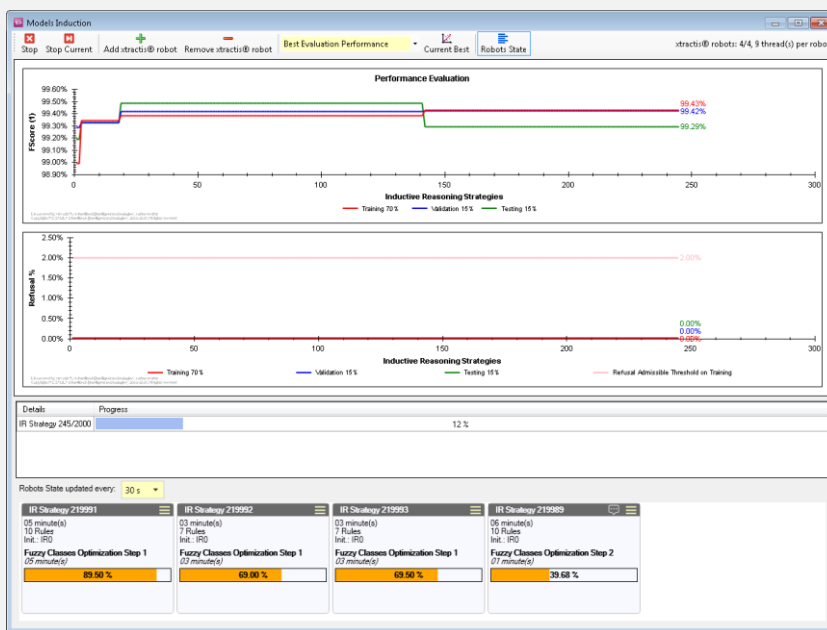 Models Induction
Stop Stop Current Add xtractis® robot Remove xtractis® robot Best Evaluation Performance Current Best Robots State xtractis® robots: 4/4, 9 thread(s) per robot
Performance Evaluation
FScore (1)
99.60%
99.50%
99.40%
99.30%
99.20%
99.10%
99.00%
98.90%
99.43%
99.42%
99.29%
0 50 100 150 200 250 300
Inductive Reasoning Strategies
Training 70% Validation 15% Testing 15%
Refusal %
2.50%
2.00%
1.50%
1.00%
0.50%
0.00%
2.00%
0.00%
0.00%
0.00%
0 50 100 150 200 250 300
Inductive Reasoning Strategies
Training 70% Validation 15% Testing 15% Refusal Admissible Threshold on Training
Details Progress
IR Strategy 245/2000 12 %
Robots State updated every: 30 s
IR Strategy 219991
05 minute(s)
10 Rules
Init.: IR0
Fuzzy Classes Optimization Step 1
05 minute(s)
89.50 %
IR Strategy 219992
03 minute(s)
7 Rules
Init.: IR0
Fuzzy Classes Optimization Step 1
03 minute(s)
69.00 %
IR Strategy 219993
03 minute(s)
7 Rules
Init.: IR0
Fuzzy Classes Optimization Step 1
03 minute(s)
69.50 %
IR Strategy 219989
06 minute(s)
10 Rules
Init.: IR0
Fuzzy Classes Optimization Step 2
01 minute(s)
39.68 %